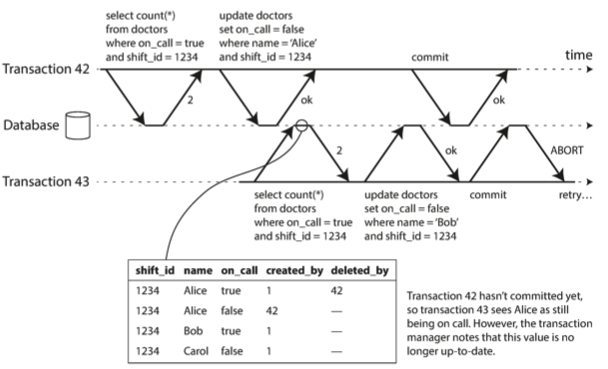 select count(*)
from doctors
where on_call = true
and shift_id = 1234
update doctors
set on_call = false
where name = 'Alice'
and shift_id = 1234
commit
time
Transaction 42
2
ok
ok
Database
2
ok
ABORT
Transaction 43
select count(*)
from doctors
where on_call = true
and shift_id = 1234
update doctors
set on_call = false
where name = 'Bob'
and shift_id = 1234
commit
retry...
shift_id name on_call created_by deleted_by
1234 Alice true 1 42
1234 Alice false 42 —
1234 Bob true 1 —
1234 Carol false 1 —
Transaction 42 hasn't committed yet,
so transaction 43 sees Alice as still
being on call. However, the transaction
manager notes that this value is no
longer up-to-date.